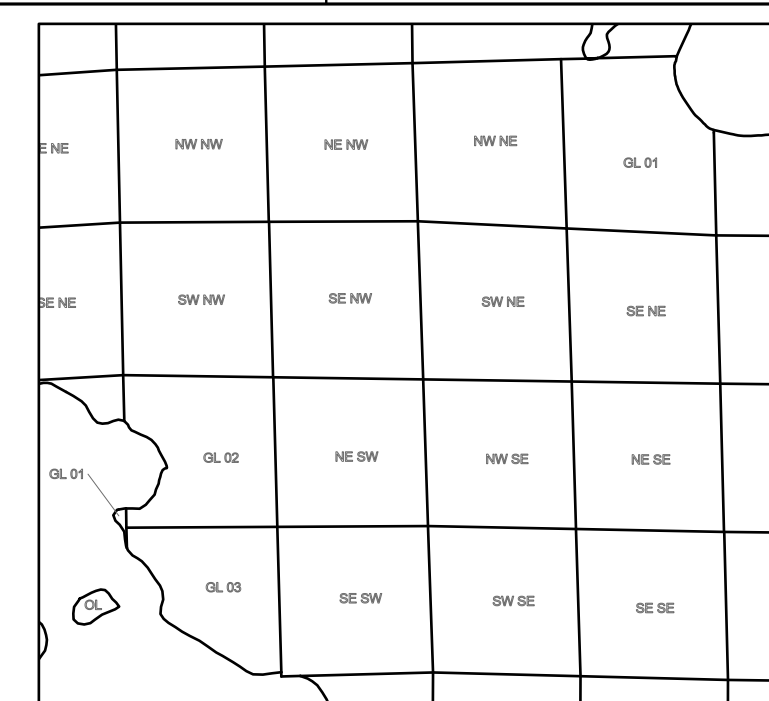 E NE
NW NW
NE NW
NW NE
GL 01
SE NE
SW NW
SE NW
SW NE
SE NE
GL 01
GL 02
NE SW
NW SE
NE SE
OL
GL 03
SE SW
SW SE
SE SE